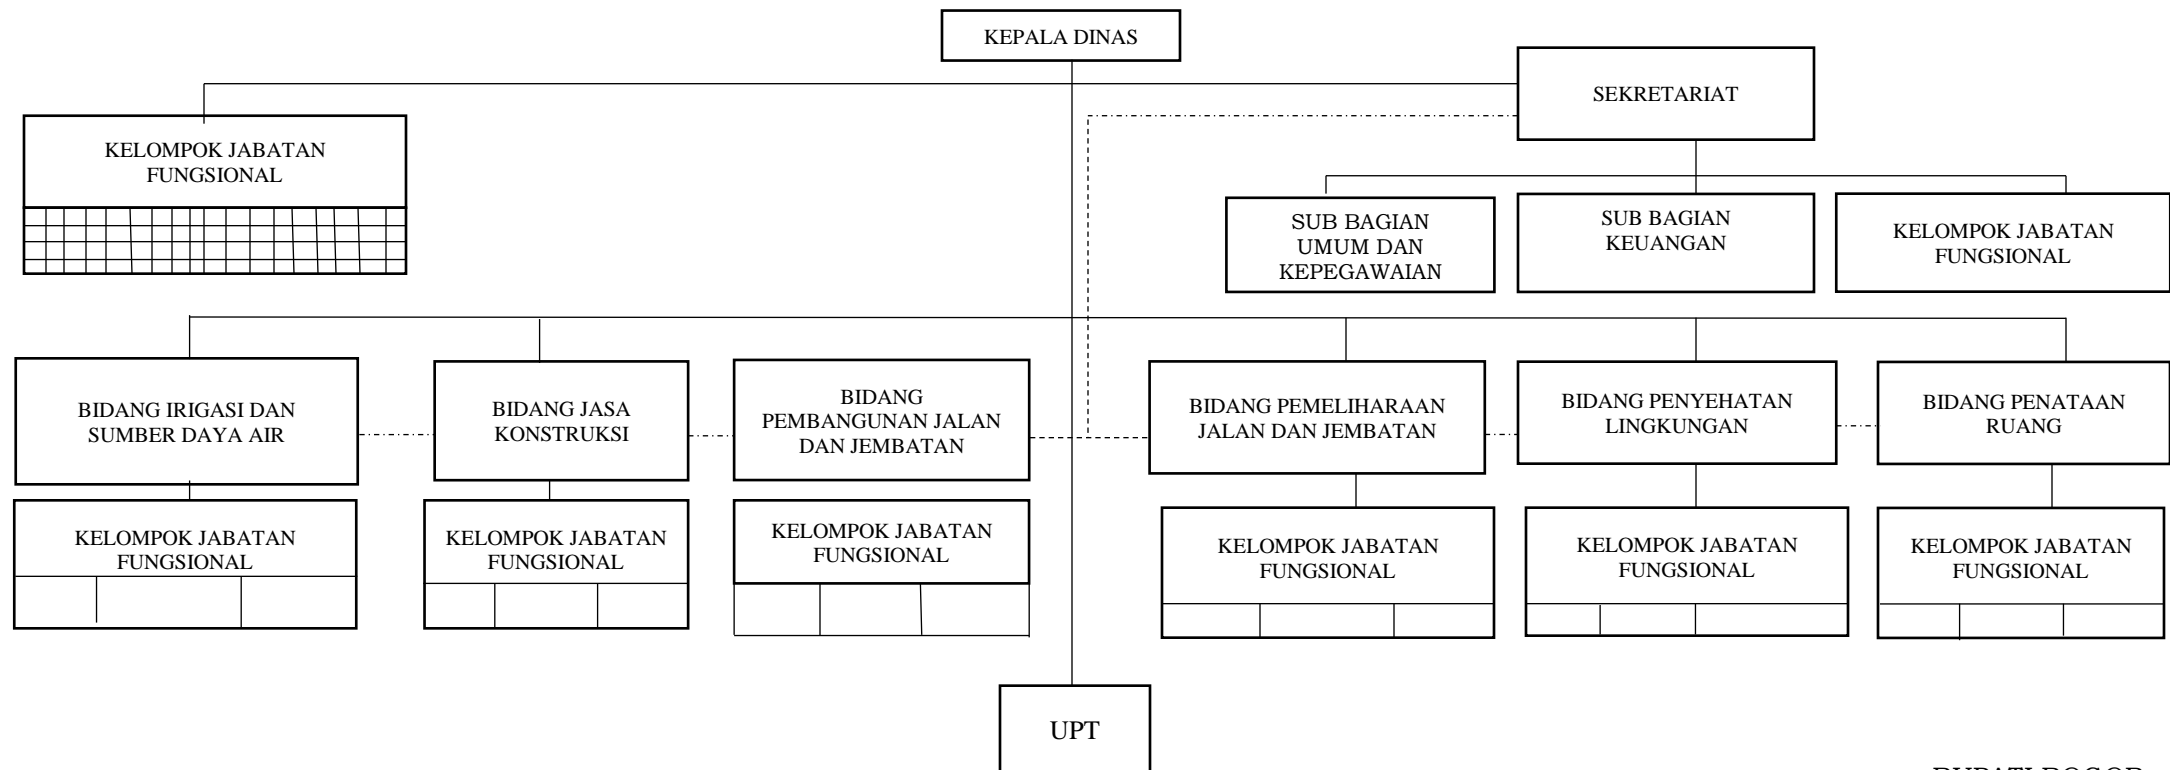 KEPALA DINAS
SEKRETARIAT
KELOMPOK JABATAN
FUNGSIONAL
SUB BAGIAN
UMUM DAN
KEPEGAWAIAN
SUB BAGIAN
KEUANGAN
KELOMPOK JABATAN
FUNGSIONAL
BIDANG IRIGASI DAN
SUMBER DAYA AIR
BIDANG JASA
KONSTRUKSI
BIDANG
PEMBANGUNAN JALAN
DAN JEMBATAN
BIDANG PEMELIHARAAN
JALAN DAN JEMBATAN
BIDANG PENYEHATAN
LINGKUNGAN
BIDANG PENATAAN
RUANG
KELOMPOK JABATAN
FUNGSIONAL
KELOMPOK JABATAN
FUNGSIONAL
KELOMPOK JABATAN
FUNGSIONAL
KELOMPOK JABATAN
FUNGSIONAL
KELOMPOK JABATAN
FUNGSIONAL
KELOMPOK JABATAN
FUNGSIONAL
UPT